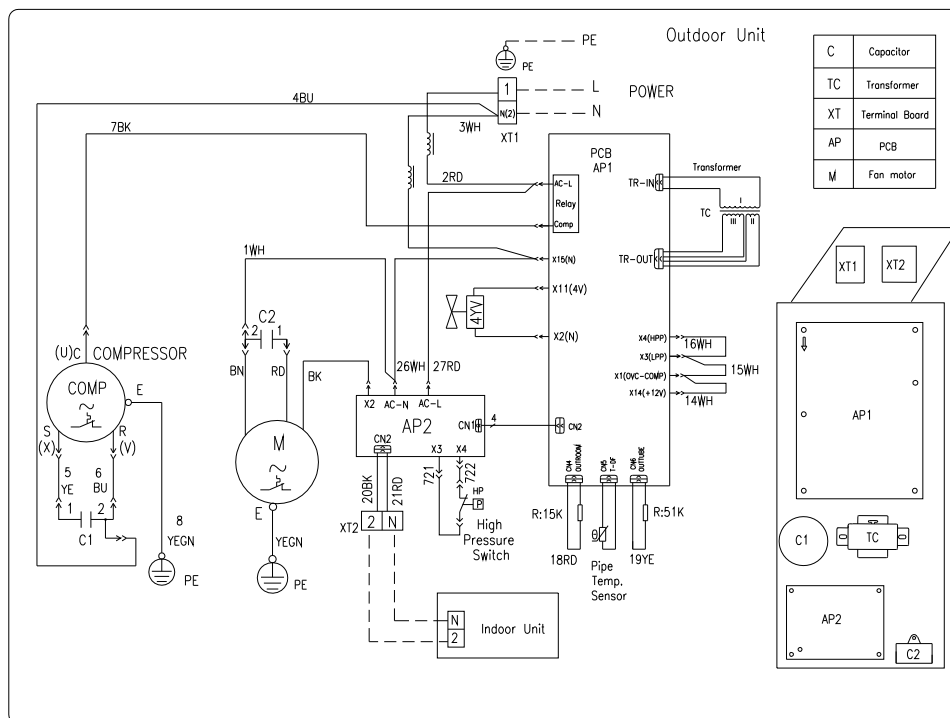 PE
PE
Outdoor Unit
1 L
POWER
N(2) N
XT1
C Capacitor
TC Transformer
XT Terminal Board
AP PCB
M Fan motor
4BU
3WH
7BK
2RD
1WH
PCB
AP1
AC-L
Relay
Comp
X15(N)
X11(4V)
X2(N)
TR-IN
TR-OUT
Transformer
TC
I
III II
4YV
X4(HPP)
16WH
X3(LPP)
15WH
X1(OVC-COMP)
X14(+12V)
14WH
C2
2 1
BN RD BK
26WH 27RD
(U)C COMPRESSOR
COMP
E
S
(X)
R
(V)
5
YE
6
BU
1 2
C1
8
YEGN
PE
M
E
YEGN
PE
X2 AC-N AC-L
AP2
CN1 4 CN2
CN2
X3 X4
20BK 21RD
721 722
HP
P
High
Pressure
Switch
XT2 2 N
N
2
Indoor Unit
CN4 CN5 T-DF CN6 OUTTUBE
R:15K
θ
R:51K
18RD
19YE
Pipe
Temp.
Sensor
XT1 XT2
AP1
C1
TC
AP2
C2